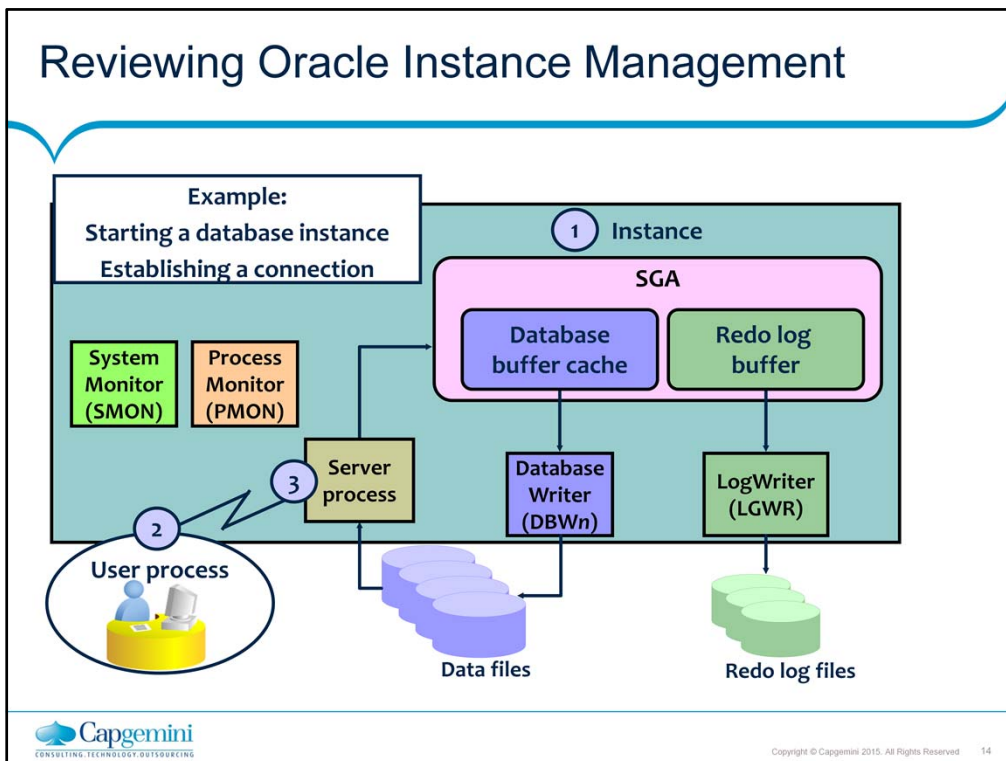 Reviewing Oracle Instance Management
Example:
Starting a database instance
Establishing a connection
1
Instance
SGA
Database
buffer cache
Redo log
buffer
System
Monitor
(SMON)
Process
Monitor
(PMON)
Server
process
3
Database
Writer
(DBWn)
LogWriter
(LGWR)
2
User process
Data files
Redo log files
Capgemini
CONSULTING.TECHNOLOGY.OUTSOURCING
Copyright © Capgemini 2015. All Rights Reserved 14